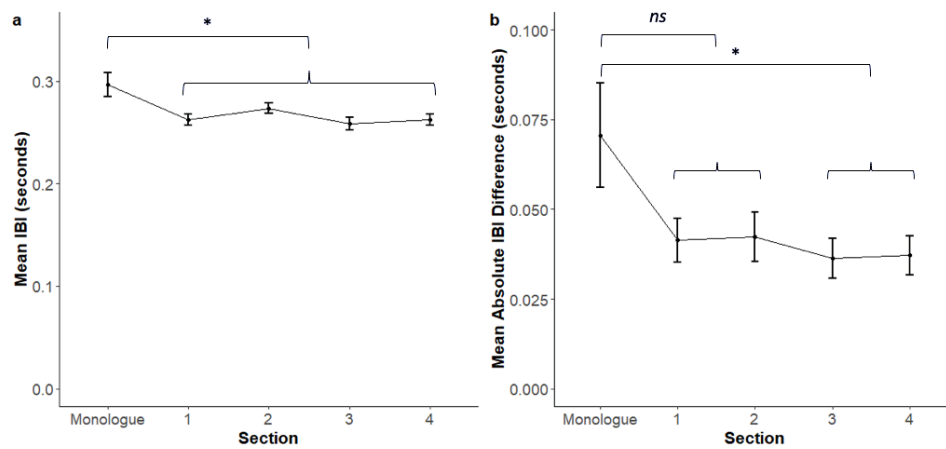 a
*
Mean IBI (seconds)
0.3
0.2
0.1
0.0
Monologue 1 2 3 4
Section
b
ns
*
Mean Absolute IBI Difference (seconds)
0.100
0.075
0.050
0.025
0.000
Monologue 1 2 3 4
Section